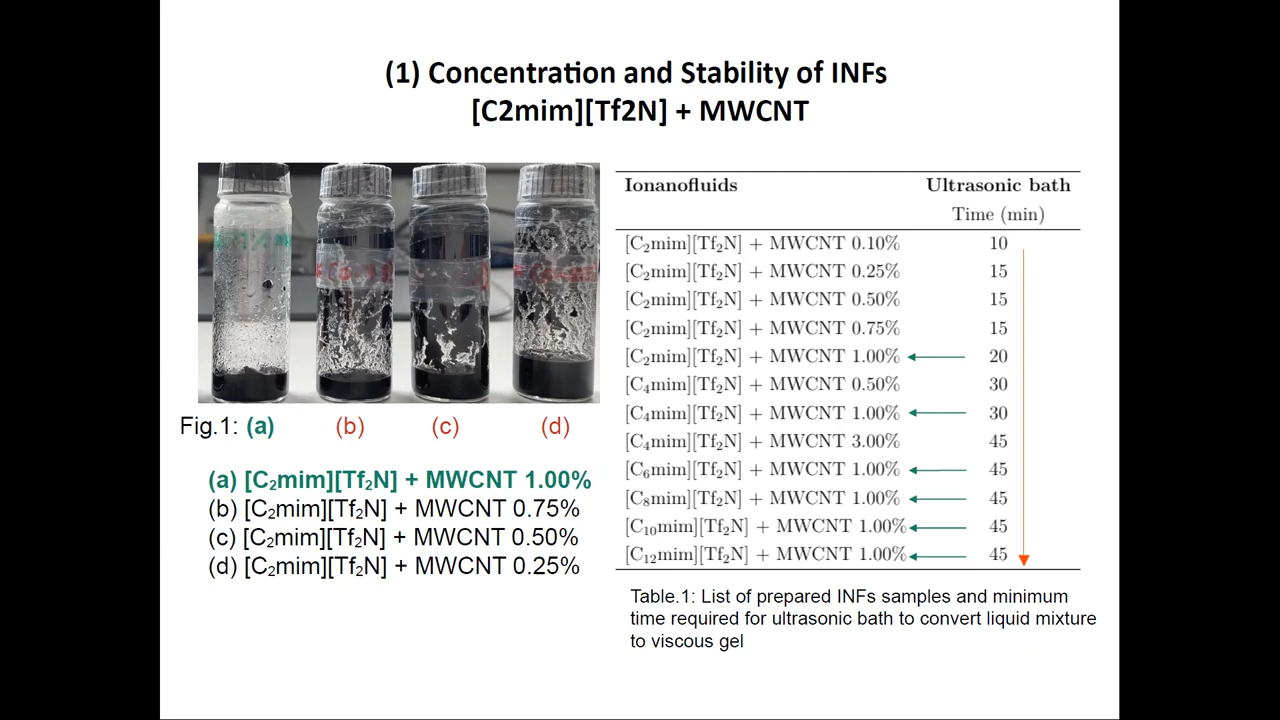 (1) Concentration and Stability of INFs
[C2mim][Tf2N] + MWCNT
Fig.1: (a) (b) (c) (d)
(a) [C₂mim][Tf₂N] + MWCNT 1.00%
(b) [C₂mim][Tf₂N] + MWCNT 0.75%
(c) [C₂mim][Tf₂N] + MWCNT 0.50%
(d) [C₂mim][Tf₂N] + MWCNT 0.25%
Ionanofluids Ultrasonic bath
Time (min)
[C₂mim][Tf₂N] + MWCNT 0.10% 10
[C₂mim][Tf₂N] + MWCNT 0.25% 15
[C₂mim][Tf₂N] + MWCNT 0.50% 15
[C₂mim][Tf₂N] + MWCNT 0.75% 15
[C₂mim][Tf₂N] + MWCNT 1.00% 20
[C₄mim][Tf₂N] + MWCNT 0.50% 30
[C₄mim][Tf₂N] + MWCNT 1.00% 30
[C₄mim][Tf₂N] + MWCNT 3.00% 45
[C₆mim][Tf₂N] + MWCNT 1.00% 45
[C₈mim][Tf₂N] + MWCNT 1.00% 45
[C₁₀mim][Tf₂N] + MWCNT 1.00% 45
[C₁₂mim][Tf₂N] + MWCNT 1.00% 45
Table.1: List of prepared INFs samples and minimum
time required for ultrasonic bath to convert liquid mixture
to viscous gel